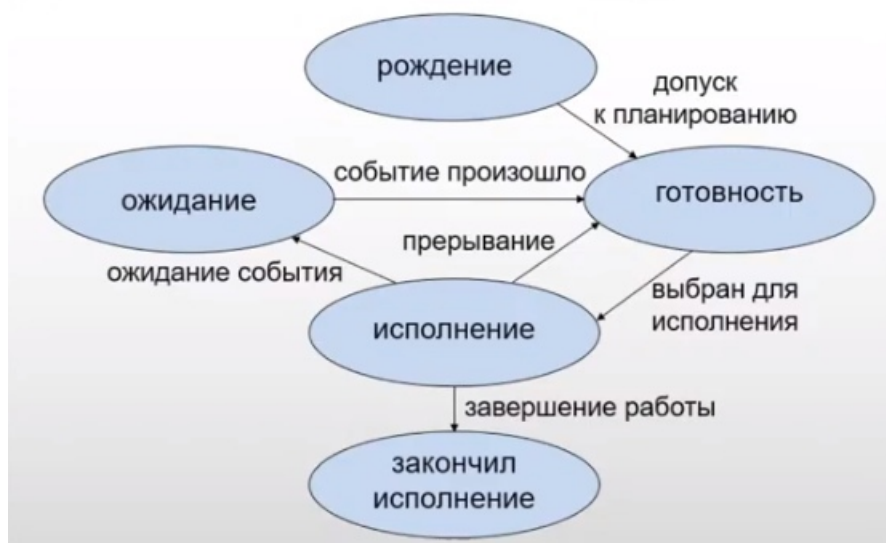 рождение
допуск
к планированию
событие произошло
ожидание
готовность
прерывание
ожидание события
выбран для
исполнения
исполнение
завершение работы
закончил
исполнение